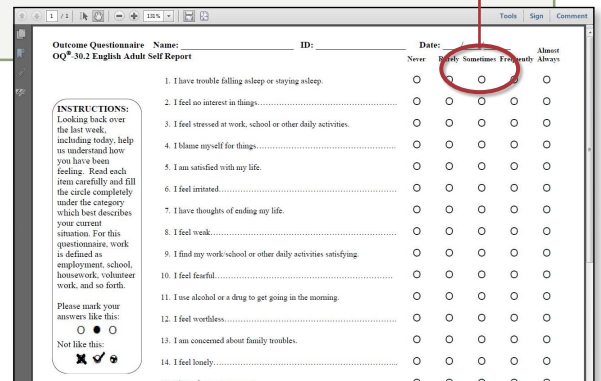 1 / 1
131%
Tools Sign Comment
Outcome Questionnaire Name: ID: Date: / /
OQ®-30.2 English Adult Self Report
Never Rarely Sometimes Frequently Almost Always
1. I have trouble falling asleep or staying asleep.
2. I feel no interest in things.
3. I feel stressed at work, school or other daily activities.
4. I blame myself for things.
5. I am satisfied with my life.
6. I feel irritated.
7. I have thoughts of ending my life.
8. I feel weak.
9. I find my work/school or other daily activities satisfying.
10. I feel fearful.
11. I use alcohol or a drug to get going in the morning.
12. I feel worthless.
13. I am concerned about family troubles.
14. I feel lonely.
INSTRUCTIONS:
Looking back over
the last week,
including today, help
us understand how
you have been
feeling. Read each
item carefully and fill
the circle completely
under the category
which best describes
your current
situation. For this
questionnaire, work
is defined as
employment, school,
housework, volunteer
work, and so forth.
Please mark your
answers like this:
Not like this: